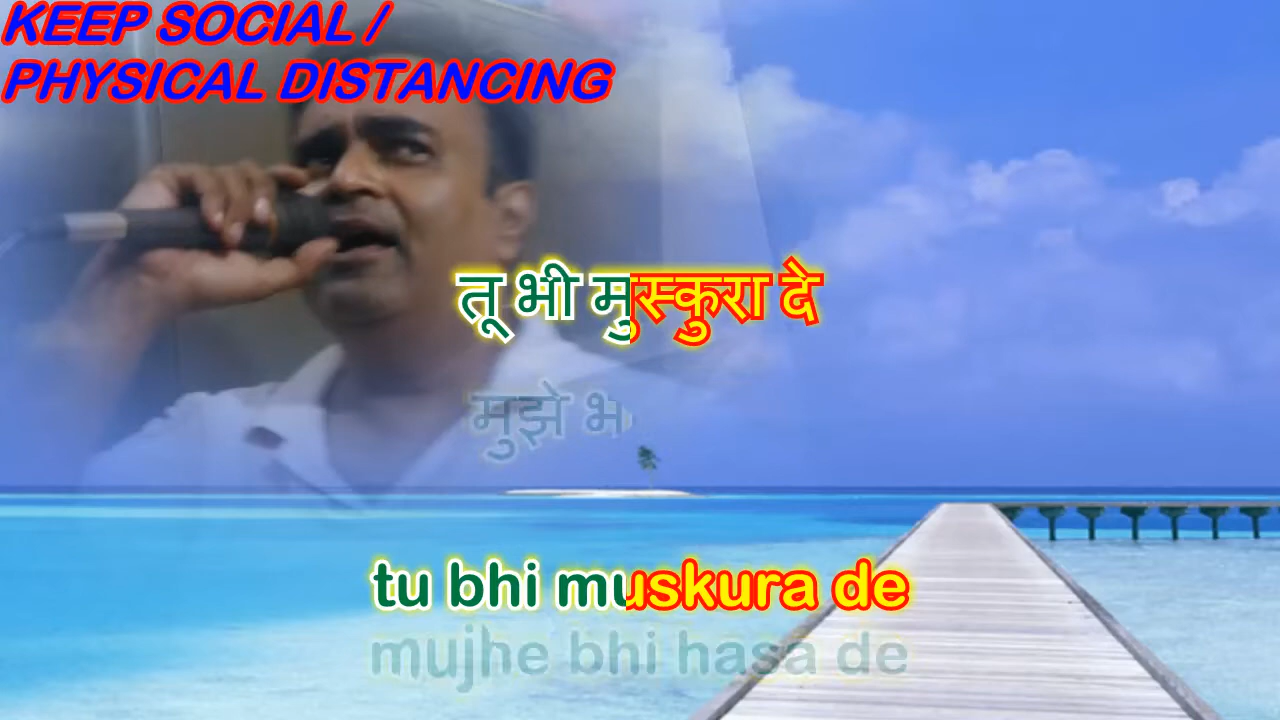 KEEP SOCIAL /
PHYSICAL DISTANCING
तू भी मुस्कुरा दे
मुझे
tu bhi muskura de
mujhe bhi hasa de